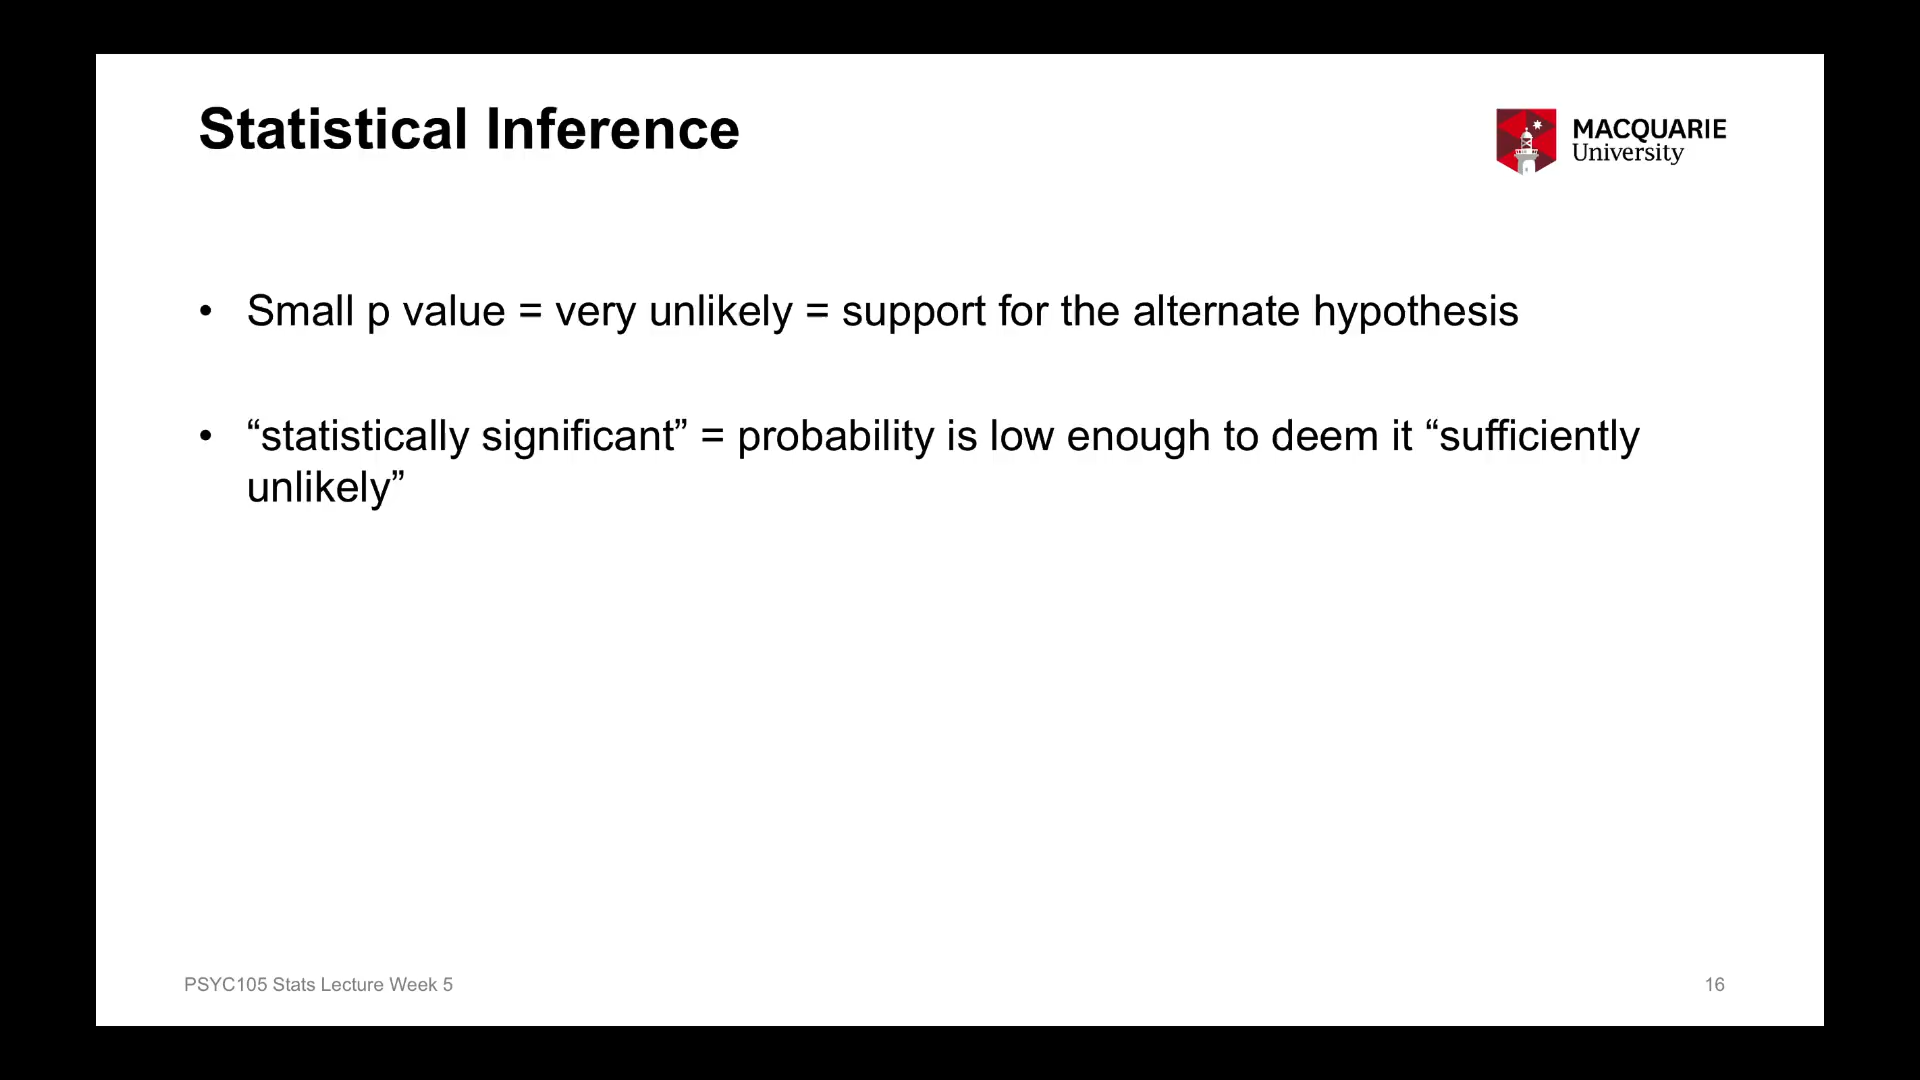 Statistical Inference
MACQUARIE
University
• Small p value = very unlikely = support for the alternate hypothesis
• “statistically significant” = probability is low enough to deem it “sufficiently
unlikely”
PSYC105 Stats Lecture Week 5
16